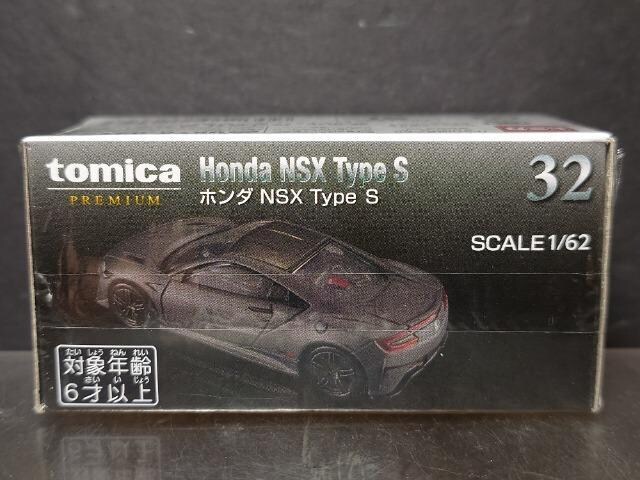 tomica
PREMIUM
Honda NSX Type S
ホンダ NSX Type S
32
SCALE 1/62
たいしょうねんれい
対象年齢
さいいじょう
6才以上